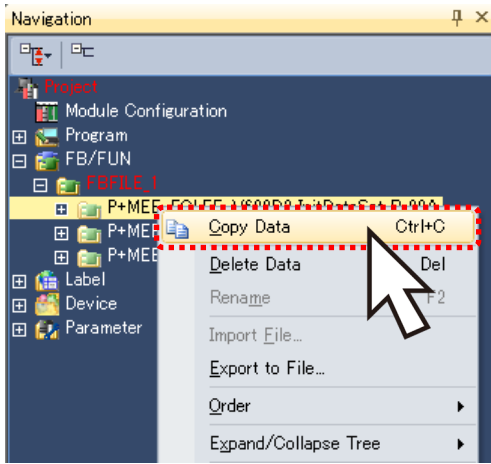 Navigation
Project
Module Configuration
Program
FB/FUN
FBFILE_1
P+MEE
P+MEE
Copy Data Ctrl+C
P+MEE
Delete Data Del
Label
Device
Rename F2
Parameter
Import File...
Export to File...
Order
Expand/Collapse Tree